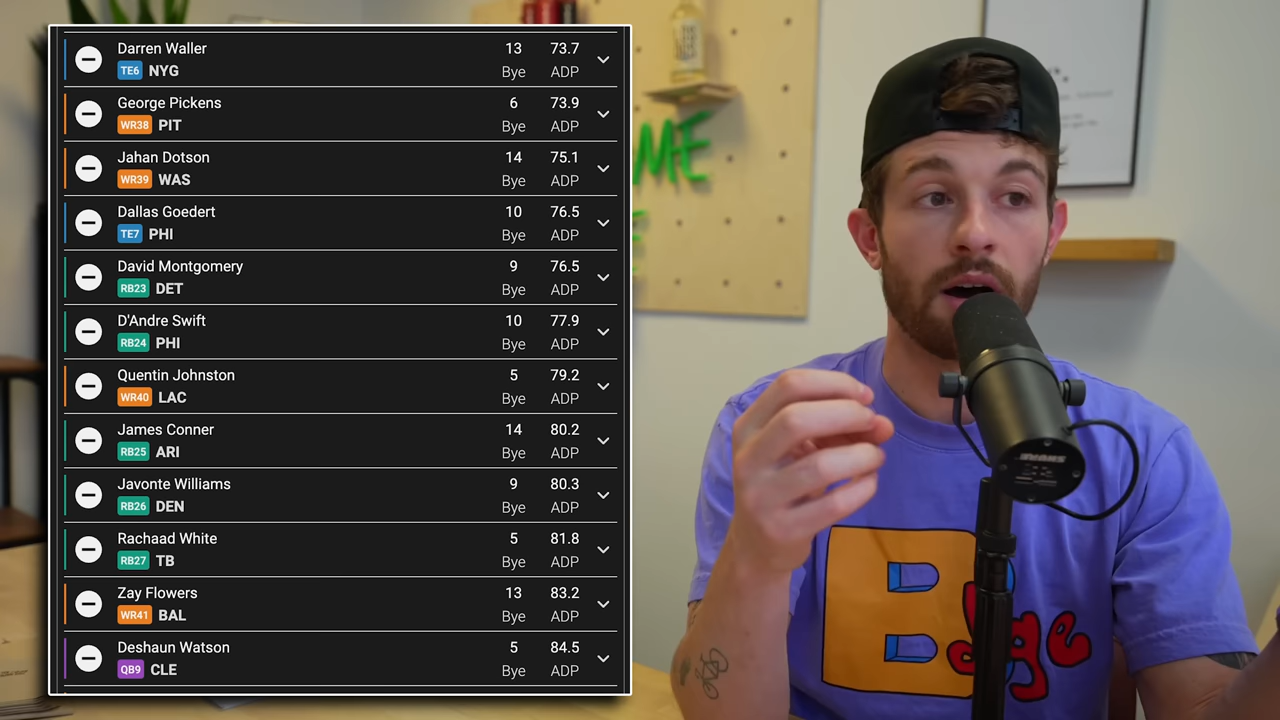 Darren Waller 13 73.7
TE6 NYG Bye ADP
George Pickens 6 73.9
WR38 PIT Bye ADP
Jahan Dotson 14 75.1
WR39 WAS Bye ADP
Dallas Goedert 10 76.5
TE7 PHI Bye ADP
David Montgomery 9 76.5
RB23 DET Bye ADP
D'Andre Swift 10 77.9
RB24 PHI Bye ADP
Quentin Johnston 5 79.2
WR40 LAC Bye ADP
James Conner 14 80.2
RB25 ARI Bye ADP
Javonte Williams 9 80.3
RB26 DEN Bye ADP
Rachaad White 5 81.8
RB27 TB Bye ADP
Zay Flowers 13 83.2
WR41 BAL Bye ADP
Deshaun Watson 5 84.5
QB9 CLE Bye ADP
ME
SHURE